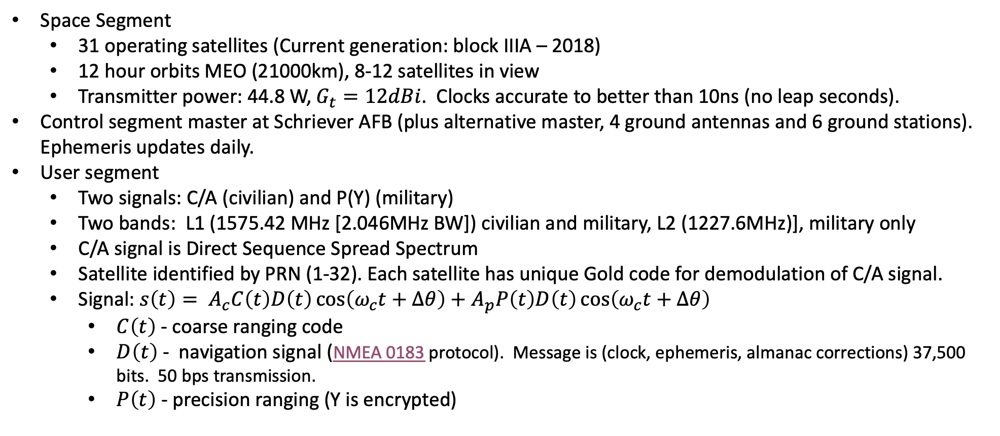 • Space Segment
• 31 operating satellites (Current generation: block IIIA – 2018)
• 12 hour orbits MEO (21000km), 8-12 satellites in view
• Transmitter power: 44.8 W, $G_t = 12dBi$. Clocks accurate to better than 10ns (no leap seconds).
• Control segment master at Schriever AFB (plus alternative master, 4 ground antennas and 6 ground stations).
Ephemeris updates daily.
• User segment
• Two signals: C/A (civilian) and P(Y) (military)
• Two bands: L1 (1575.42 MHz [2.046MHz BW]) civilian and military, L2 (1227.6MHz)], military only
• C/A signal is Direct Sequence Spread Spectrum
• Satellite identified by PRN (1-32). Each satellite has unique Gold code for demodulation of C/A signal.
• Signal: $s(t) = A_cC(t)D(t)\cos(\omega_ct + \Delta\theta) + A_pP(t)D(t)\cos(\omega_ct + \Delta\theta)$
• $C(t)$ - coarse ranging code
• $D(t)$ - navigation signal (NMEA 0183 protocol). Message is (clock, ephemeris, almanac corrections) 37,500
bits. 50 bps transmission.
• $P(t)$ - precision ranging (Y is encrypted)